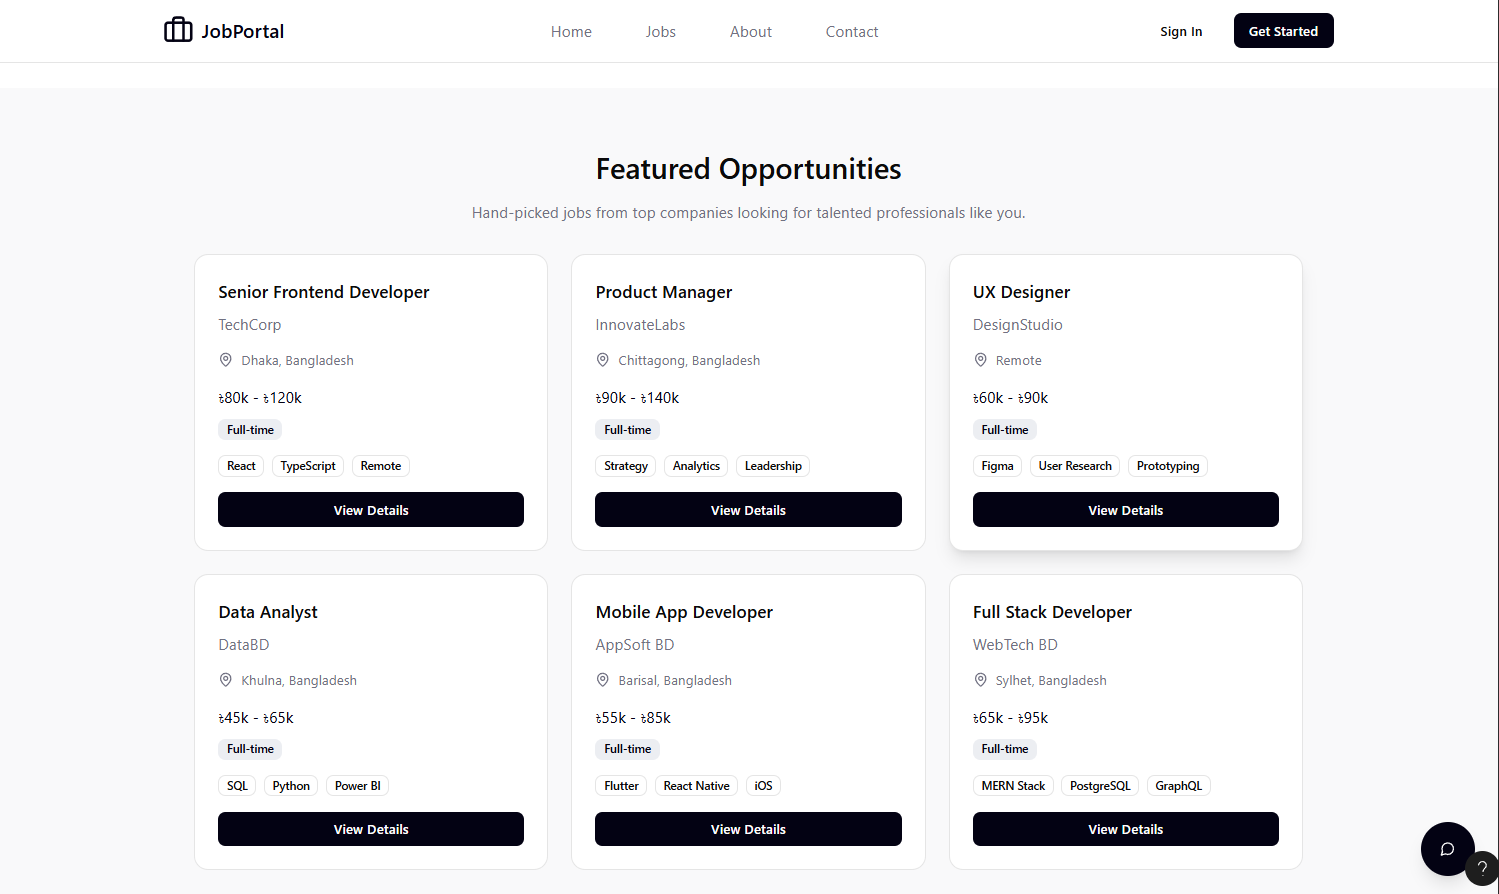 JobPortal Home Jobs About Contact Sign In Get Started
Featured Opportunities
Hand-picked jobs from top companies looking for talented professionals like you.
Senior Frontend Developer
TechCorp
Dhaka, Bangladesh
৳80k - ৳120k
Full-time
React TypeScript Remote
View Details
Product Manager
InnovateLabs
Chittagong, Bangladesh
৳90k - ৳140k
Full-time
Strategy Analytics Leadership
View Details
UX Designer
DesignStudio
Remote
৳60k - ৳90k
Full-time
Figma User Research Prototyping
View Details
Data Analyst
DataBD
Khulna, Bangladesh
৳45k - ৳65k
Full-time
SQL Python Power BI
View Details
Mobile App Developer
AppSoft BD
Barisal, Bangladesh
৳55k - ৳85k
Full-time
Flutter React Native iOS
View Details
Full Stack Developer
WebTech BD
Sylhet, Bangladesh
৳65k - ৳95k
Full-time
MERN Stack PostgreSQL GraphQL
View Details
?